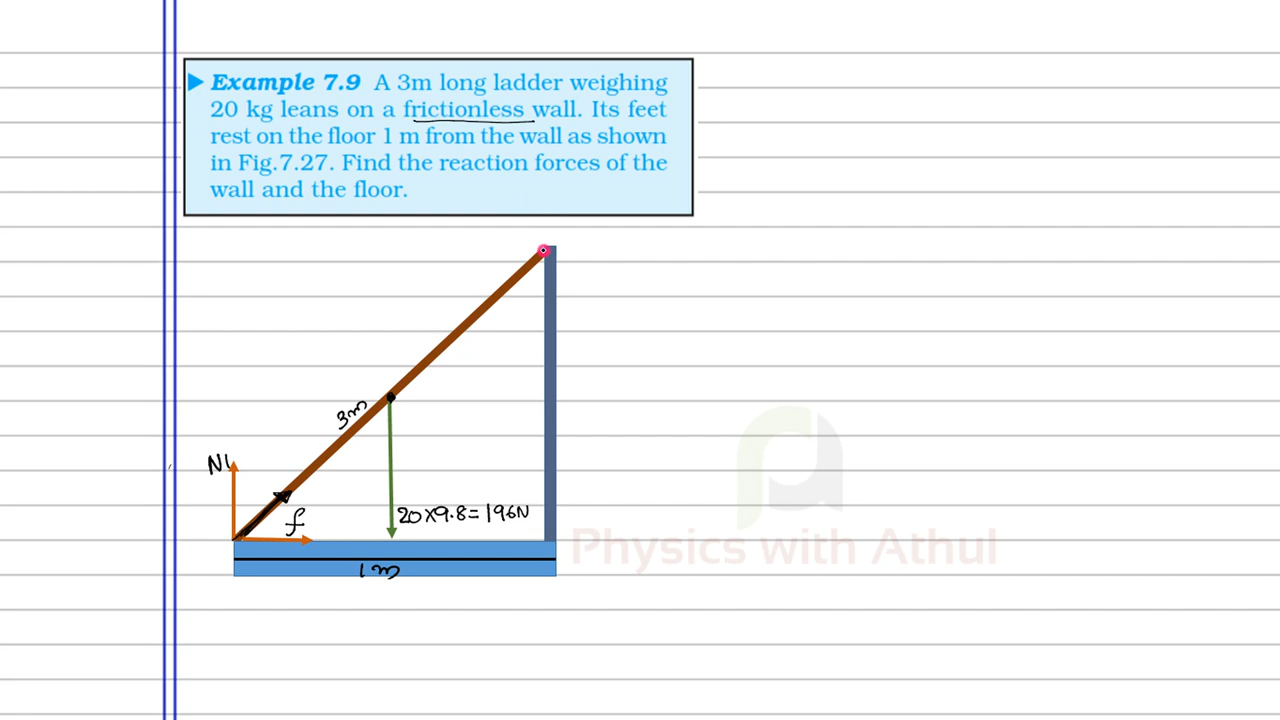 Example 7.9 A 3m long ladder weighing
20 kg leans on a frictionless wall. Its feet
rest on the floor 1 m from the wall as shown
in Fig.7.27. Find the reaction forces of the
wall and the floor.
3m
N1
f
20×9.8=196N
Physics with Athul
1m